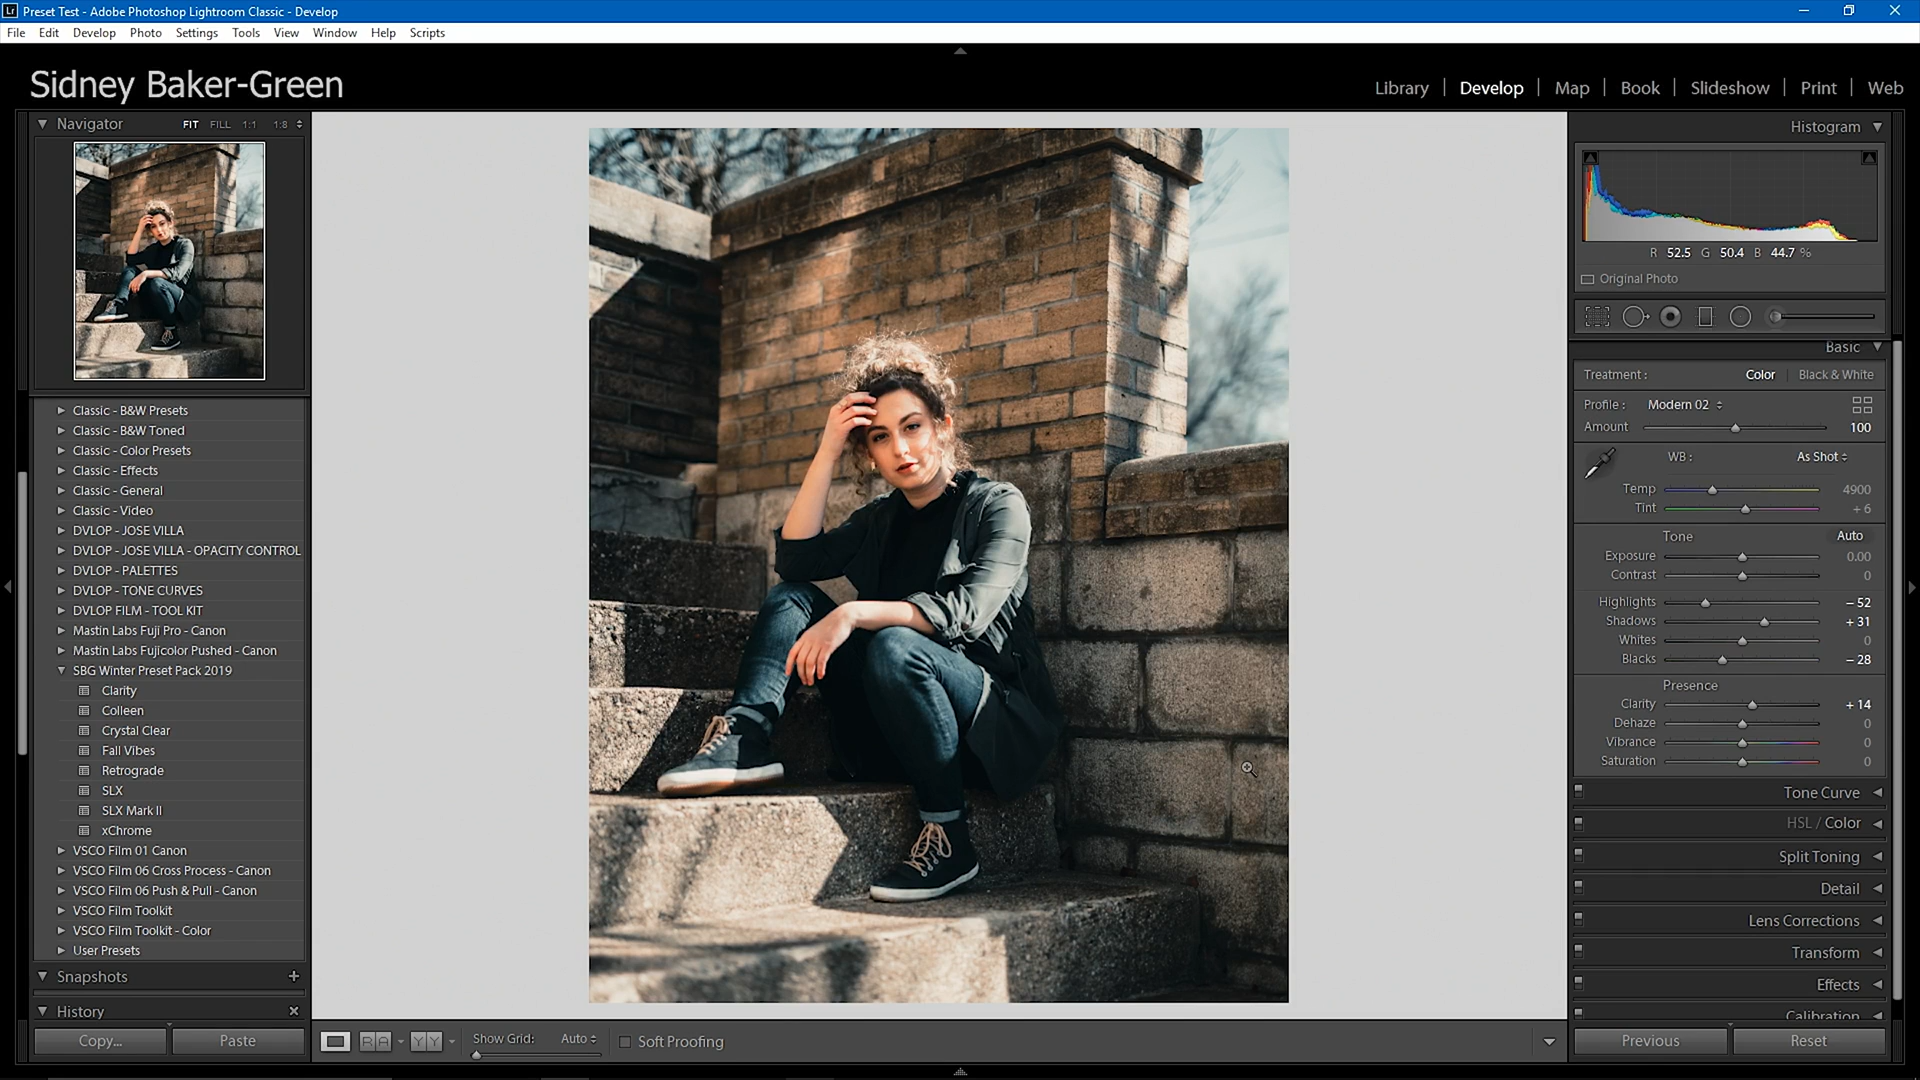 Lr Preset Test - Adobe Photoshop Lightroom Classic - Develop
File Edit Develop Photo Settings Tools View Window Help Scripts
Sidney Baker-Green
Library | Develop | Map | Book | Slideshow | Print | Web
Navigator FIT FILL 1:1 1:8
Classic - B&W Presets
Classic - B&W Toned
Classic - Color Presets
Classic - Effects
Classic - General
Classic - Video
DVLOP - JOSE VILLA
DVLOP - JOSE VILLA - OPACITY CONTROL
DVLOP - PALETTES
DVLOP - TONE CURVES
DVLOP FILM - TOOL KIT
Mastin Labs Fuji Pro - Canon
Mastin Labs Fujicolor Pushed - Canon
SBG Winter Preset Pack 2019
Clarity
Colleen
Crystal Clear
Fall Vibes
Retrograde
SLX
SLX Mark II
xChrome
VSCO Film 01 Canon
VSCO Film 06 Cross Process - Canon
VSCO Film 06 Push & Pull - Canon
VSCO Film Toolkit
VSCO Film Toolkit - Color
User Presets
Snapshots +
History ×
Copy... Paste
RA YY Show Grid: Auto Soft Proofing
Histogram
R 52.5 G 50.4 B 44.7 %
Original Photo
Basic
Treatment : Color | Black & White
Profile : Modern 02
Amount 100
WB : As Shot
Temp 4900
Tint + 6
Tone Auto
Exposure 0.00
Contrast 0
Highlights – 52
Shadows + 31
Whites 0
Blacks – 28
Presence
Clarity + 14
Dehaze 0
Vibrance 0
Saturation 0
Tone Curve
HSL / Color
Split Toning
Detail
Lens Corrections
Transform
Effects
Calibration
Previous Reset